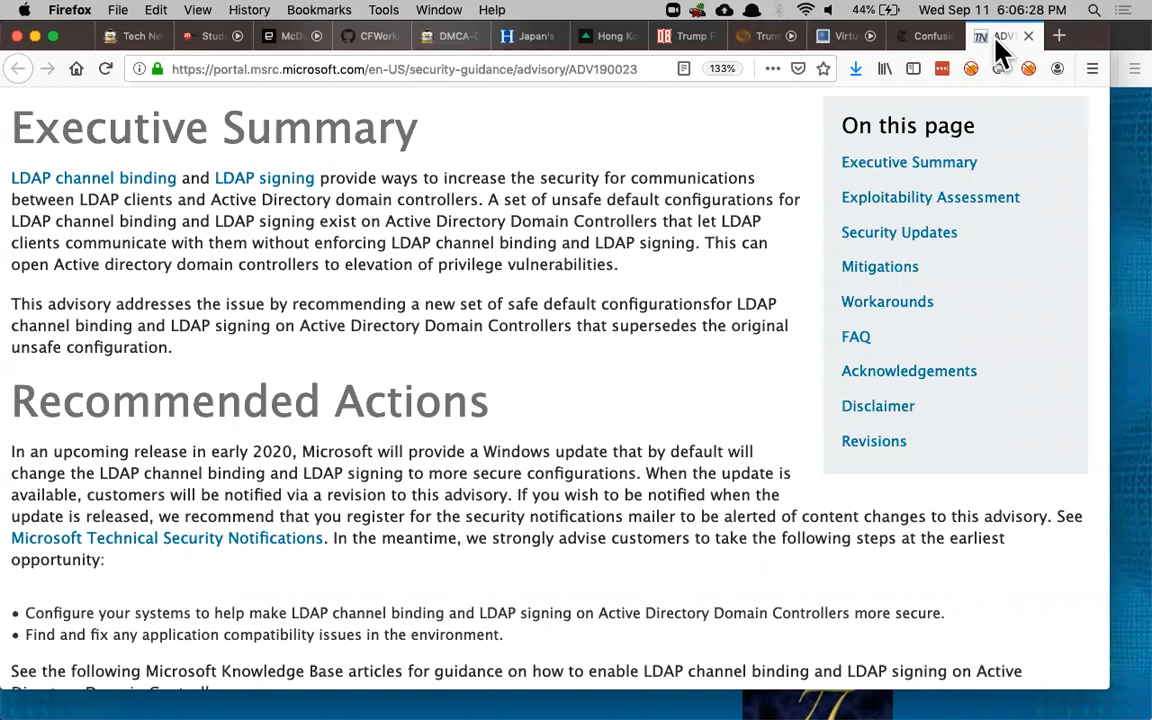 Firefox File Edit View History Bookmarks Tools Window Help 44% Wed Sep 11 6:06:28 PM
Tech Ne Stud McDo CFWork DMCA- Japan's Hong Ko Trump F Trum Virtu Confusi ADV1
https://portal.msrc.microsoft.com/en-US/security-guidance/advisory/ADV190023 133%
Executive Summary
LDAP channel binding and LDAP signing provide ways to increase the security for communications
between LDAP clients and Active Directory domain controllers. A set of unsafe default configurations for
LDAP channel binding and LDAP signing exist on Active Directory Domain Controllers that let LDAP
clients communicate with them without enforcing LDAP channel binding and LDAP signing. This can
open Active directory domain controllers to elevation of privilege vulnerabilities.
This advisory addresses the issue by recommending a new set of safe default configurationsfor LDAP
channel binding and LDAP signing on Active Directory Domain Controllers that supersedes the original
unsafe configuration.
Recommended Actions
In an upcoming release in early 2020, Microsoft will provide a Windows update that by default will
change the LDAP channel binding and LDAP signing to more secure configurations. When the update is
available, customers will be notified via a revision to this advisory. If you wish to be notified when the
update is released, we recommend that you register for the security notifications mailer to be alerted of content changes to this advisory. See
Microsoft Technical Security Notifications. In the meantime, we strongly advise customers to take the following steps at the earliest
opportunity:
• Configure your systems to help make LDAP channel binding and LDAP signing on Active Directory Domain Controllers more secure.
• Find and fix any application compatibility issues in the environment.
See the following Microsoft Knowledge Base articles for guidance on how to enable LDAP channel binding and LDAP signing on Active
On this page
Executive Summary
Exploitability Assessment
Security Updates
Mitigations
Workarounds
FAQ
Acknowledgements
Disclaimer
Revisions